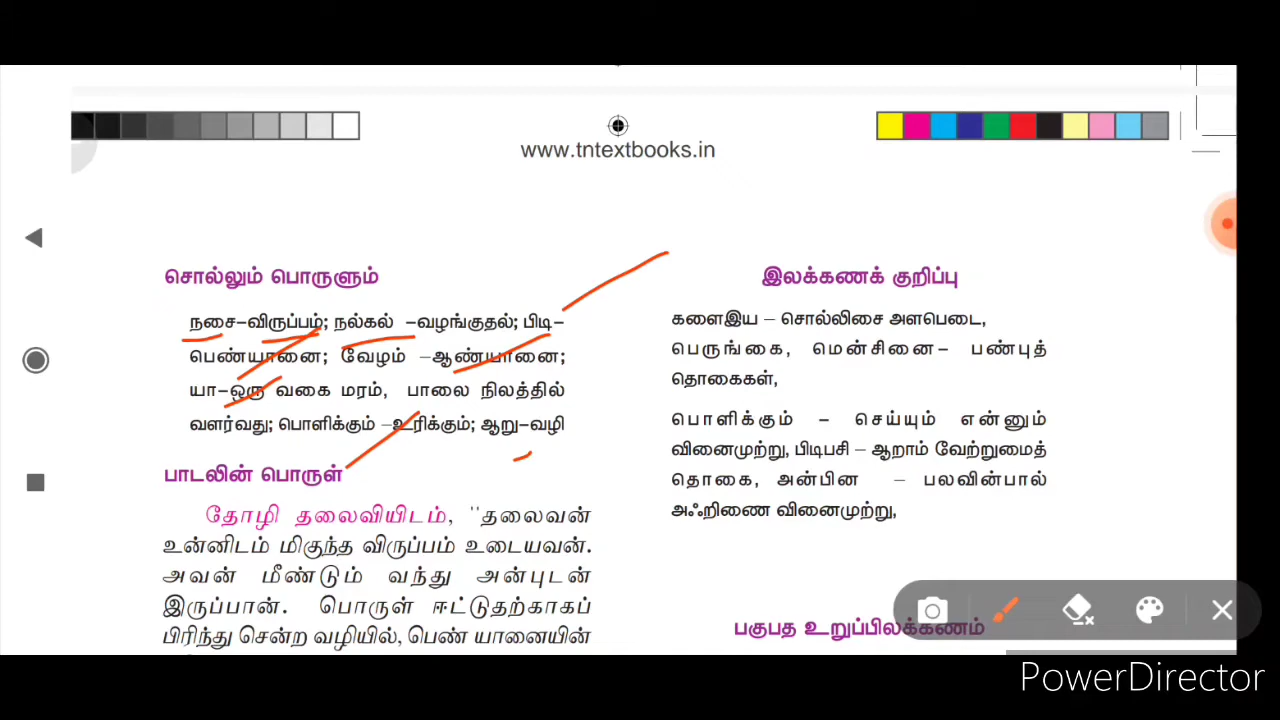 www.tntextbooks.in
சொல்லும் பொருளும்
நசை-விருப்பம்; நல்கல் -வழங்குதல்; பிடி-
பெண்யானை; வேழம் -ஆண்யானை;
யா-ஒரு வகை மரம், பாலை நிலத்தில்
வளர்வது; பொளிக்கும் -உரிக்கும்; ஆறு-வழி
பாடலின் பொருள்
தோழி தலைவியிடம், "தலைவன்
உன்னிடம் மிகுந்த விருப்பம் உடையவன்.
அவன் மீண்டும் வந்து அன்புடன்
இருப்பான். பொருள் ஈட்டுதற்காகப்
பிரிந்து சென்ற வழியில், பெண் யானையின்
இலக்கணக் குறிப்பு
களைஇய – சொல்லிசை அளபெடை,
பெருங்கை, மென்சினை– பண்புத்
தொகைகள்,
பொளிக்கும் – செய்யும் என்னும்
வினைமுற்று, பிடிபசி – ஆறாம் வேற்றுமைத்
தொகை, அன்பின – பலவின்பால்
அஃறிணை வினைமுற்று,
பகுபத உறுப்பிலக்கணம்
PowerDirector